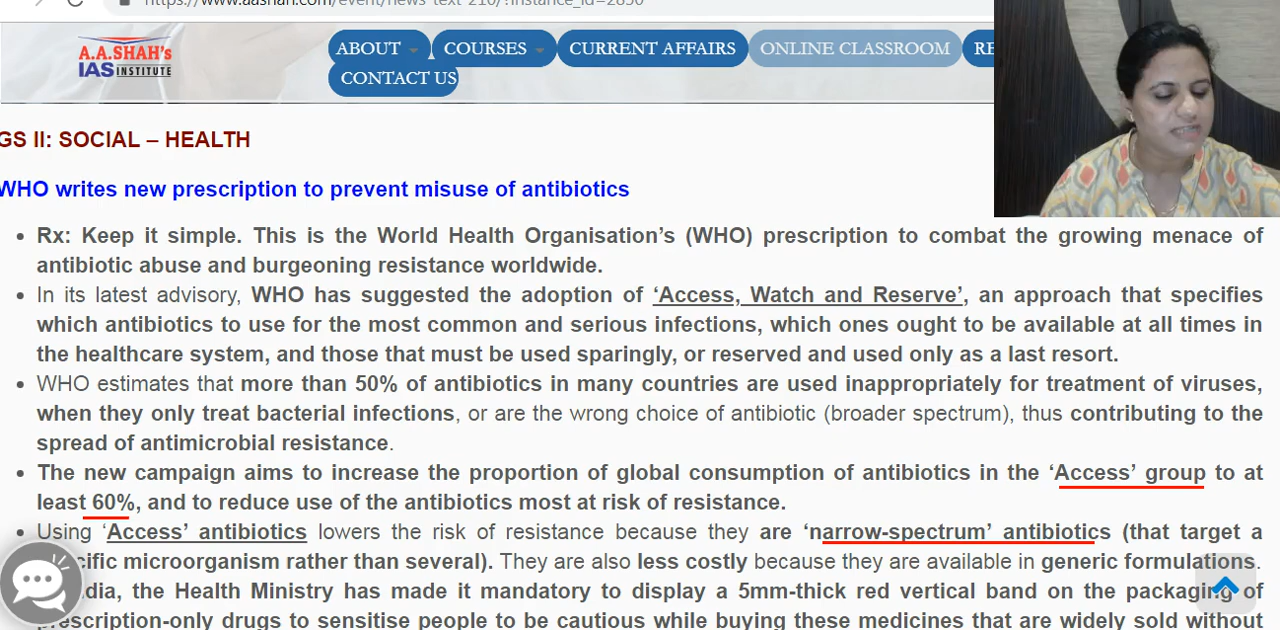 https://www.aashah.com/event/news-text-210/?instance_id=2890
A.A.SHAH's
IAS INSTITUTE
ABOUT
COURSES
CURRENT AFFAIRS
ONLINE CLASSROOM
RE
CONTACT US
GS II: SOCIAL – HEALTH
WHO writes new prescription to prevent misuse of antibiotics
• Rx: Keep it simple. This is the World Health Organisation’s (WHO) prescription to combat the growing menace of
antibiotic abuse and burgeoning resistance worldwide.
• In its latest advisory, WHO has suggested the adoption of ‘Access, Watch and Reserve’, an approach that specifies
which antibiotics to use for the most common and serious infections, which ones ought to be available at all times in
the healthcare system, and those that must be used sparingly, or reserved and used only as a last resort.
• WHO estimates that more than 50% of antibiotics in many countries are used inappropriately for treatment of viruses,
when they only treat bacterial infections, or are the wrong choice of antibiotic (broader spectrum), thus contributing to the
spread of antimicrobial resistance.
• The new campaign aims to increase the proportion of global consumption of antibiotics in the ‘Access’ group to at
least 60%, and to reduce use of the antibiotics most at risk of resistance.
• Using ‘Access’ antibiotics lowers the risk of resistance because they are ‘narrow-spectrum’ antibiotics (that target a
ific microorganism rather than several). They are also less costly because they are available in generic formulations.
dia, the Health Ministry has made it mandatory to display a 5mm-thick red vertical band on the packaging of
prescription-only drugs to sensitise people to be cautious while buying these medicines that are widely sold without